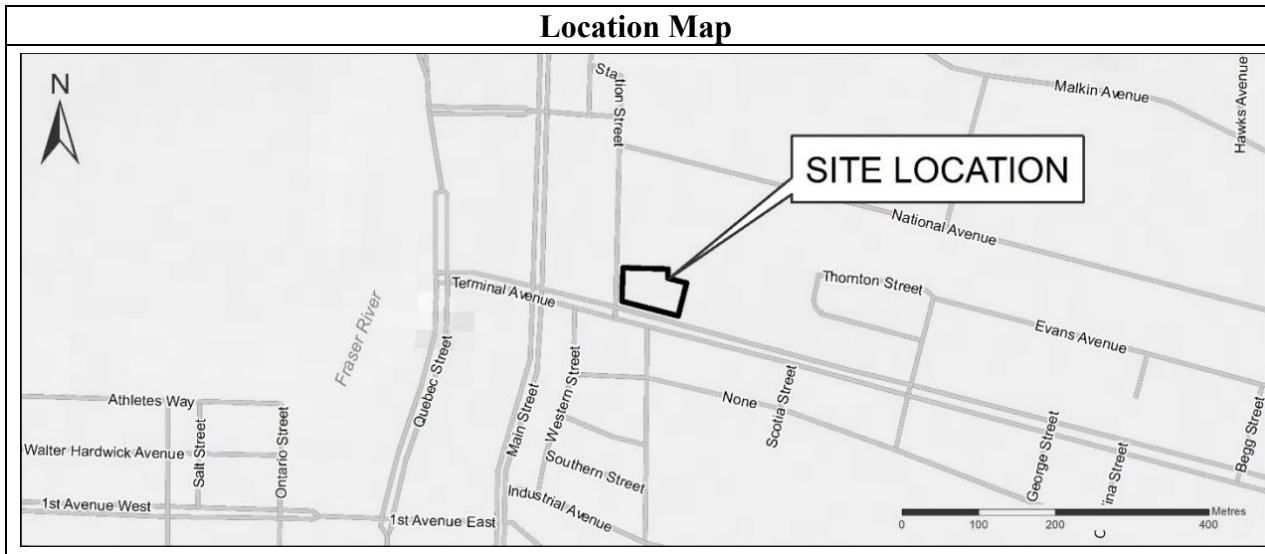 Location Map
N
Station Street
Malkin Avenue
Hawks Avenue
SITE LOCATION
National Avenue
Thornton Street
Terminal Avenue
Evans Avenue
Fraser River
Quebec Street
Main Street
Western Street
None
Scotia Street
Athletes Way
Walter Hardwick Avenue
Salt Street
Ontario Street
Southern Street
Industrial Avenue
George Street
ina Street
Begg Street
1st Avenue West
1st Avenue East
Metres
0 100 200 400
C